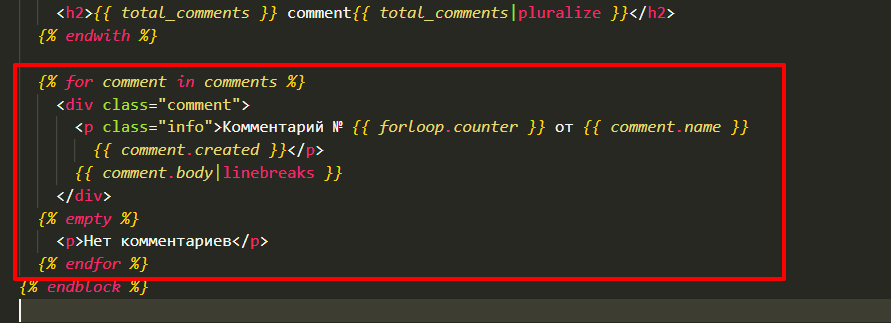 <h2>{{ total_comments }} comment{{ total_comments|pluralize }}</h2>
{% endwith %}
{% for comment in comments %}
<div class="comment">
<p class="info">Комментарий № {{ forloop.counter }} от {{ comment.name }}
{{ comment.created }}</p>
{{ comment.body|linebreaks }}
</div>
{% empty %}
<p>Нет комментариев</p>
{% endfor %}
{% endblock %}